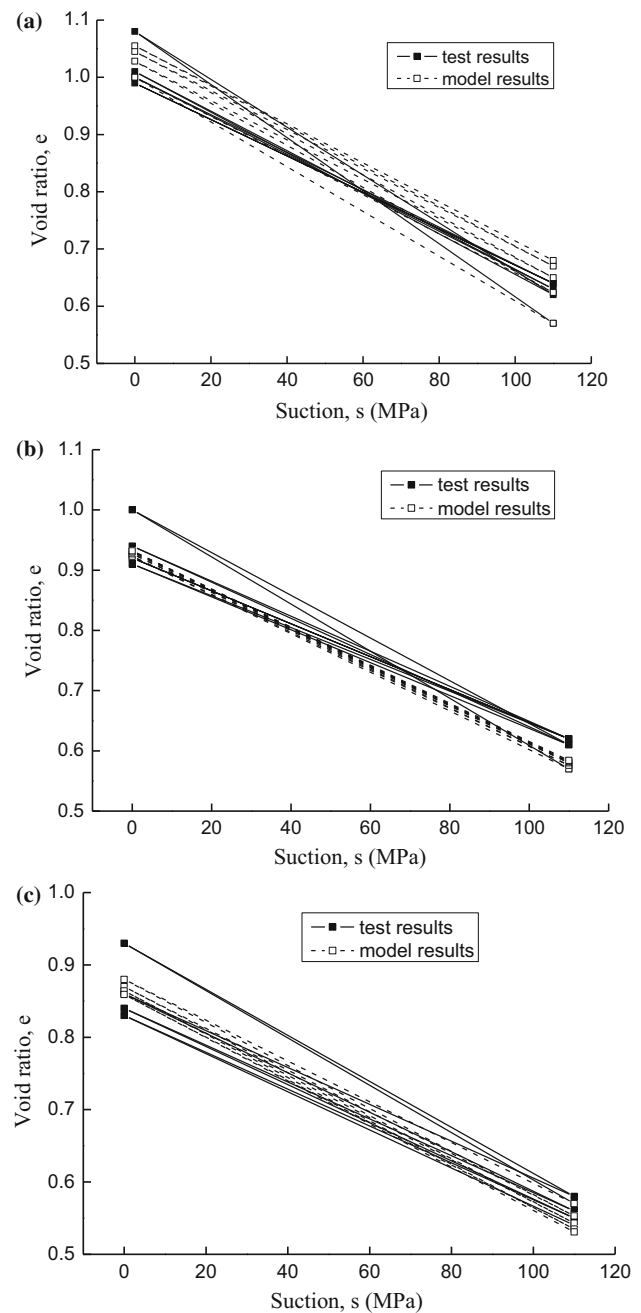 (a)
1.1
1.0
0.9
0.8
0.7
0.6
0.5
Void ratio, e
test results
model results
0 20 40 60 80 100 120
Suction, s (MPa)
(b)
1.1
1.0
0.9
0.8
0.7
0.6
0.5
Void ratio, e
test results
model results
0 20 40 60 80 100 120
Suction, s (MPa)
(c)
1.0
0.9
0.8
0.7
0.6
0.5
Void ratio, e
test results
model results
0 20 40 60 80 100 120
Suction, s (MPa)